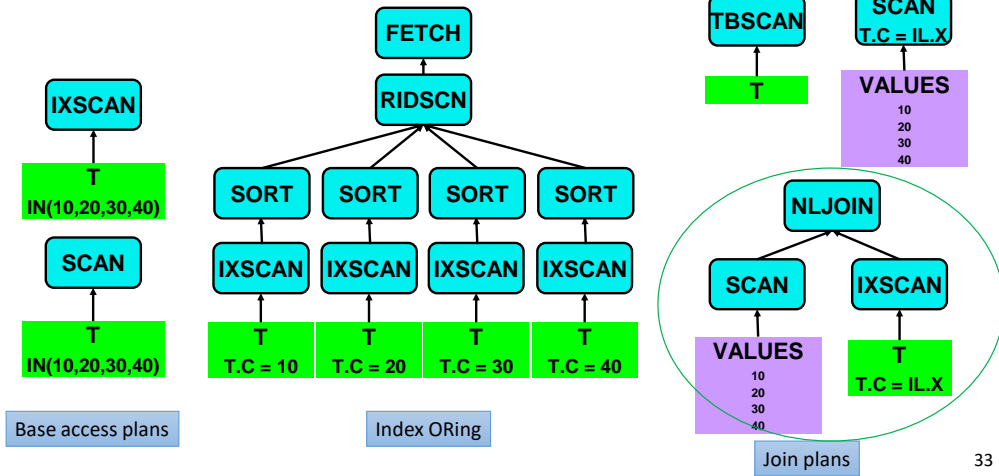 IXSCAN
T
IN(10,20,30,40)
SCAN
T
IN(10,20,30,40)
Base access plans
FETCH
RIDSCN
SORT SORT SORT SORT
IXSCAN IXSCAN IXSCAN IXSCAN
T T T T
T.C = 10 T.C = 20 T.C = 30 T.C = 40
Index ORing
TBSCAN
T
SCAN
T.C = IL.X
VALUES
10
20
30
40
NLJOIN
SCAN IXSCAN
VALUES
10
20
30
40
T
T.C = IL.X
Join plans
33